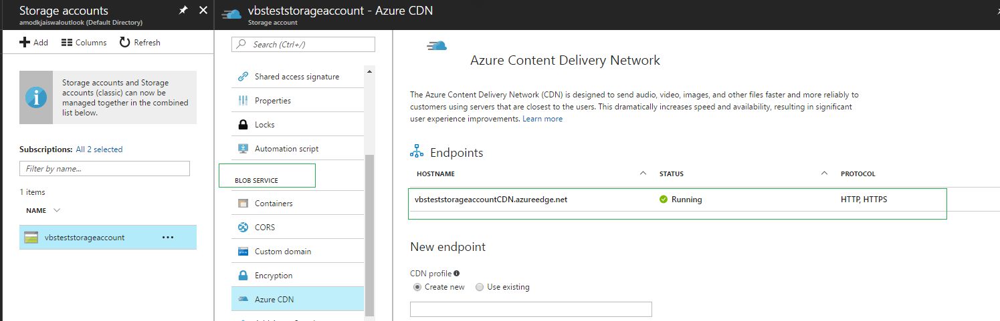 Storage accounts
amodkjaiswaloutlook (Default Directory)
Add
Columns
Refresh
Storage accounts and Storage
accounts (classic) can now be
managed together in the combined
list below.
Subscriptions: All 2 selected
Filter by name...
1 items
NAME
vbsteststorageaccount
vbsteststorageaccount - Azure CDN
Storage account
Search (Ctrl+/)
Shared access signature
Properties
Locks
Automation script
BLOB SERVICE
Containers
CORS
Custom domain
Encryption
Azure CDN
Azure Content Delivery Network
The Azure Content Delivery Network (CDN) is designed to send audio, video, images, and other files faster and more reliably to
customers using servers that are closest to the users. This dramatically increases speed and availability, resulting in significant
user experience improvements. Learn more
Endpoints
HOSTNAME STATUS PROTOCOL
vbsteststorageaccountCDN.azureedge.net Running HTTP, HTTPS
New endpoint
CDN profile
Create new Use existing